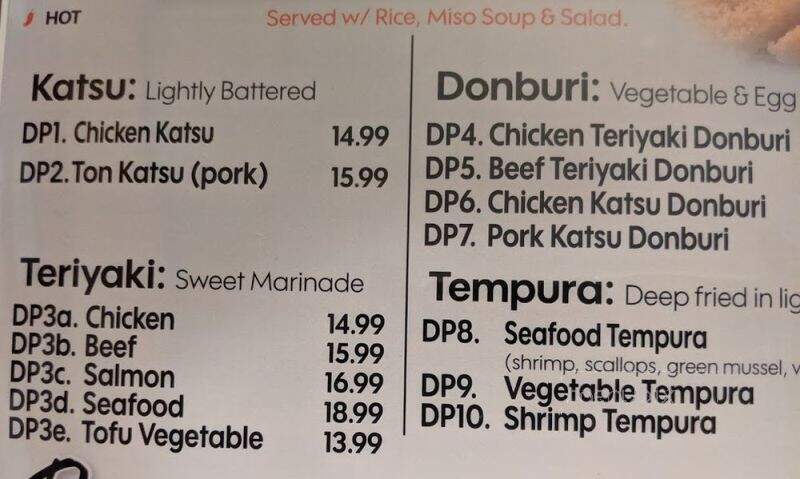 HOT
Served w/ Rice, Miso Soup & Salad.
Katsu: Lightly Battered
DP1. Chicken Katsu 14.99
DP2. Ton Katsu (pork) 15.99
Teriyaki: Sweet Marinade
DP3a. Chicken 14.99
DP3b. Beef 15.99
DP3c. Salmon 16.99
DP3d. Seafood 18.99
DP3e. Tofu Vegetable 13.99
Donburi: Vegetable & Egg
DP4. Chicken Teriyaki Donburi
DP5. Beef Teriyaki Donburi
DP6. Chicken Katsu Donburi
DP7. Pork Katsu Donburi
Tempura: Deep fried in lig
DP8. Seafood Tempura
(shrimp, scallops, green mussel, v
DP9. Vegetable Tempura
DP10. Shrimp Tempura